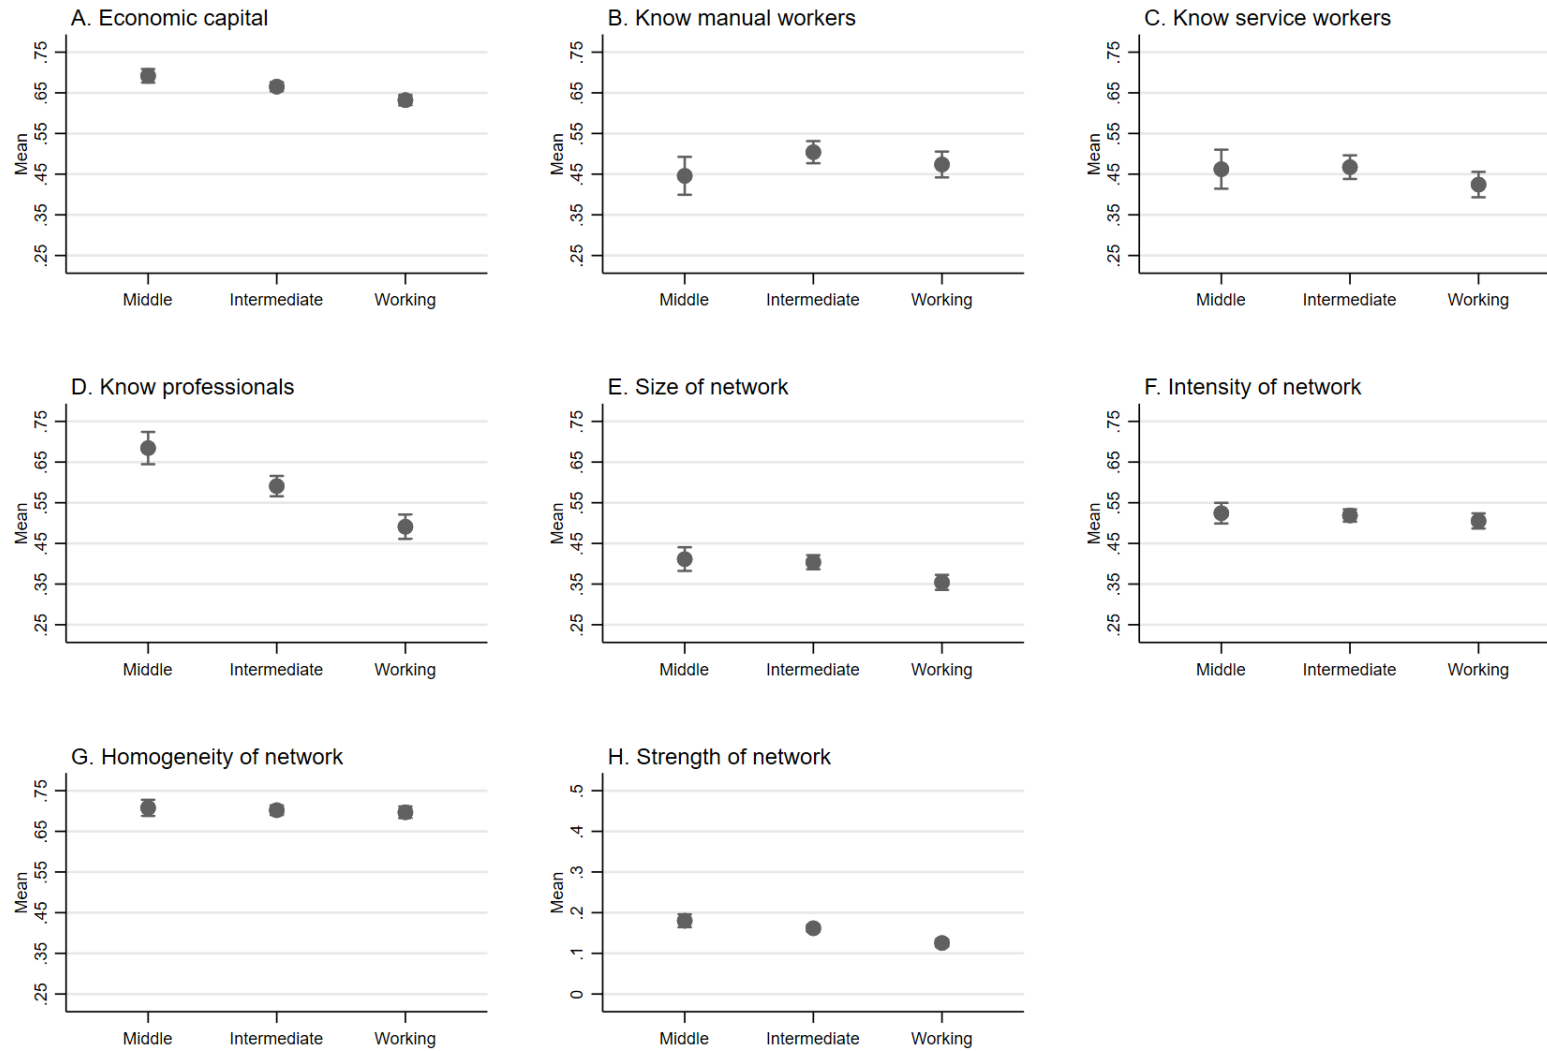 A. Economic capital
Mean
.75
.65
.55
.45
.35
.25
Middle Intermediate Working
B. Know manual workers
Mean
.75
.65
.55
.45
.35
.25
Middle Intermediate Working
C. Know service workers
Mean
.75
.65
.55
.45
.35
.25
Middle Intermediate Working
D. Know professionals
Mean
.75
.65
.55
.45
.35
.25
Middle Intermediate Working
E. Size of network
Mean
.75
.65
.55
.45
.35
.25
Middle Intermediate Working
F. Intensity of network
Mean
.75
.65
.55
.45
.35
.25
Middle Intermediate Working
G. Homogeneity of network
Mean
.75
.65
.55
.45
.35
.25
Middle Intermediate Working
H. Strength of network
Mean
.5
.4
.3
.2
.1
0
Middle Intermediate Working